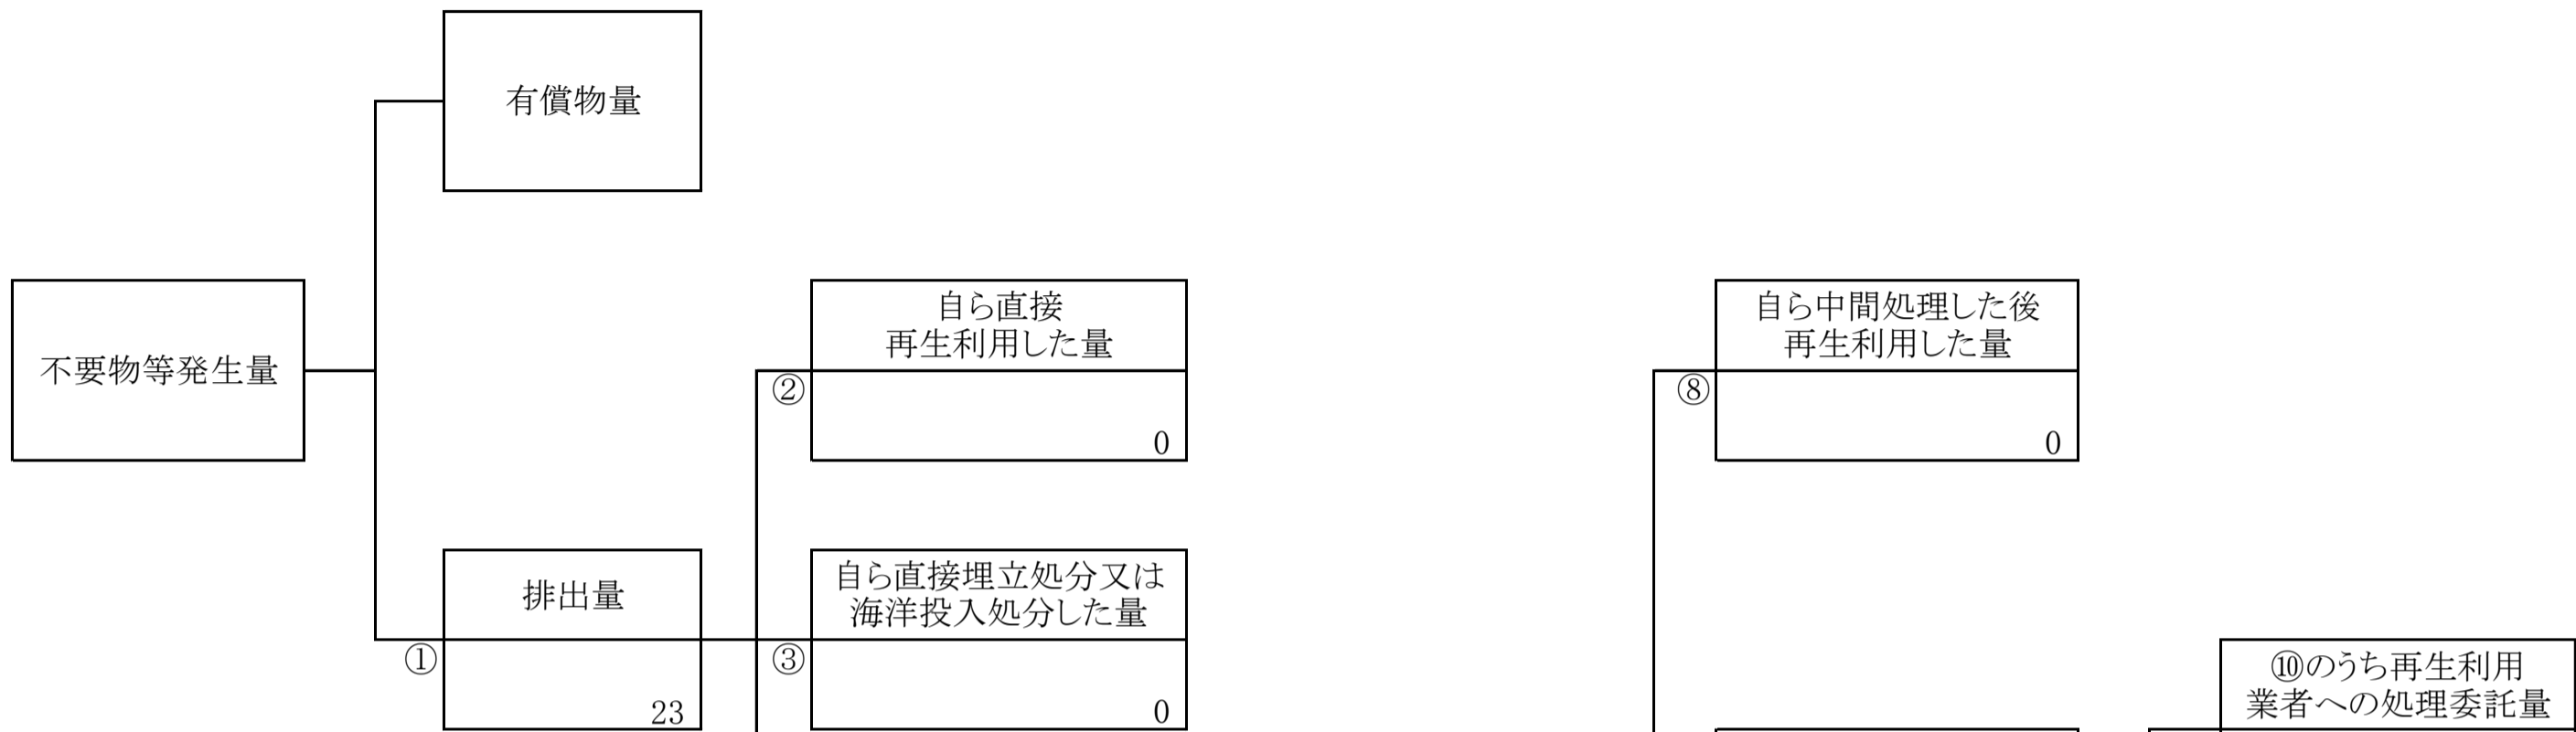 有償物量
不要物等発生量
自ら直接
再生利用した量
②
0
自ら中間処理した後
再生利用した量
⑧
0
排出量
①
23
自ら直接埋立処分又は
海洋投入処分した量
③
0
⑩のうち再生利用
業者への処理委託量